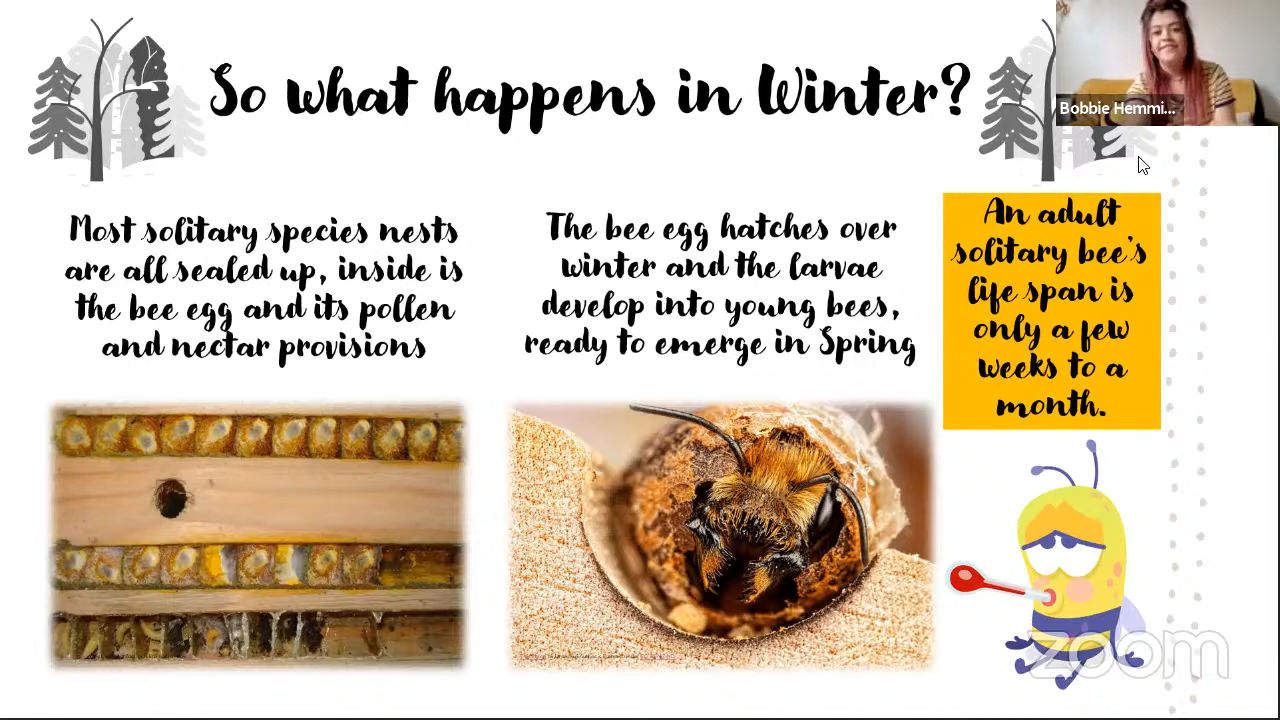 So what happens in Winter?
Bobbie Hemmi...
Most solitary species nests
are all sealed up, inside is
the bee egg and its pollen
and nectar provisions
The bee egg hatches over
winter and the larvae
develop into young bees,
ready to emerge in Spring
An adult
solitary bee's
life span is
only a few
weeks to a
month.
zoom